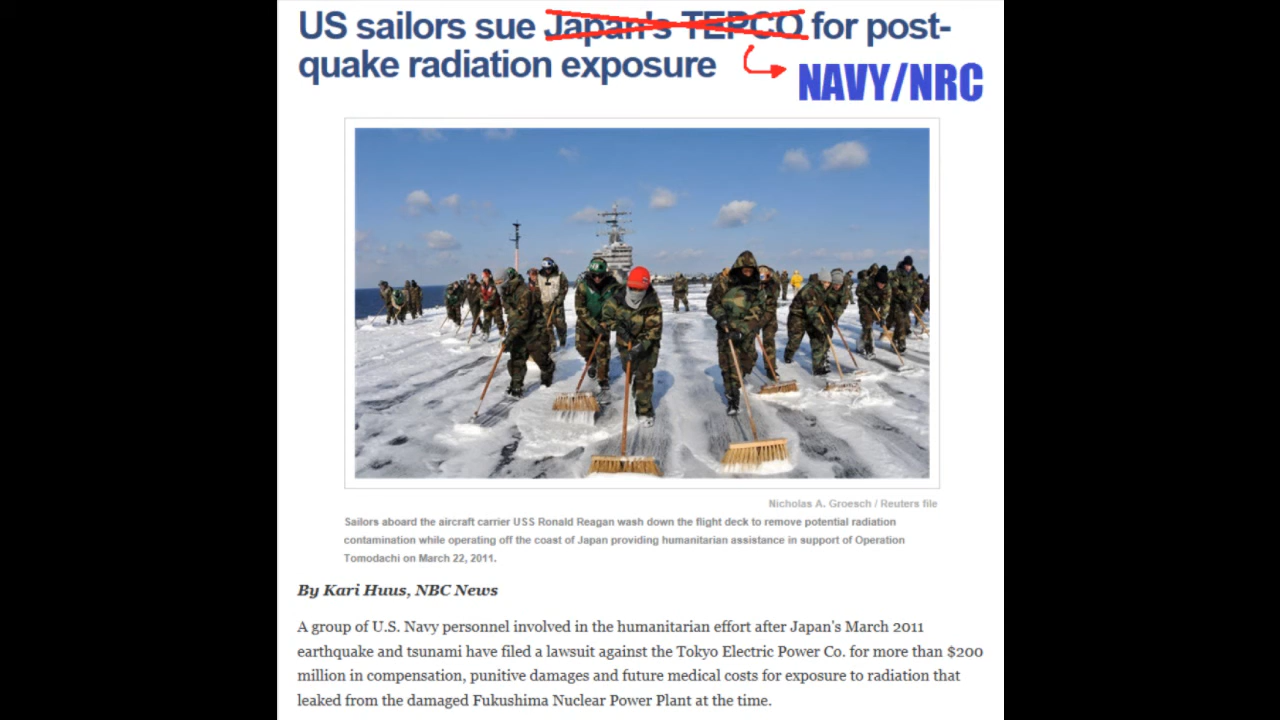 US sailors sue Japan's TEPCO for post-
quake radiation exposure
NAVY/NRC
Nicholas A. Groesch / Reuters file
Sailors aboard the aircraft carrier USS Ronald Reagan wash down the flight deck to remove potential radiation
contamination while operating off the coast of Japan providing humanitarian assistance in support of Operation
Tomodachi on March 22, 2011.
By Kari Huus, NBC News
A group of U.S. Navy personnel involved in the humanitarian effort after Japan's March 2011
earthquake and tsunami have filed a lawsuit against the Tokyo Electric Power Co. for more than $200
million in compensation, punitive damages and future medical costs for exposure to radiation that
leaked from the damaged Fukushima Nuclear Power Plant at the time.